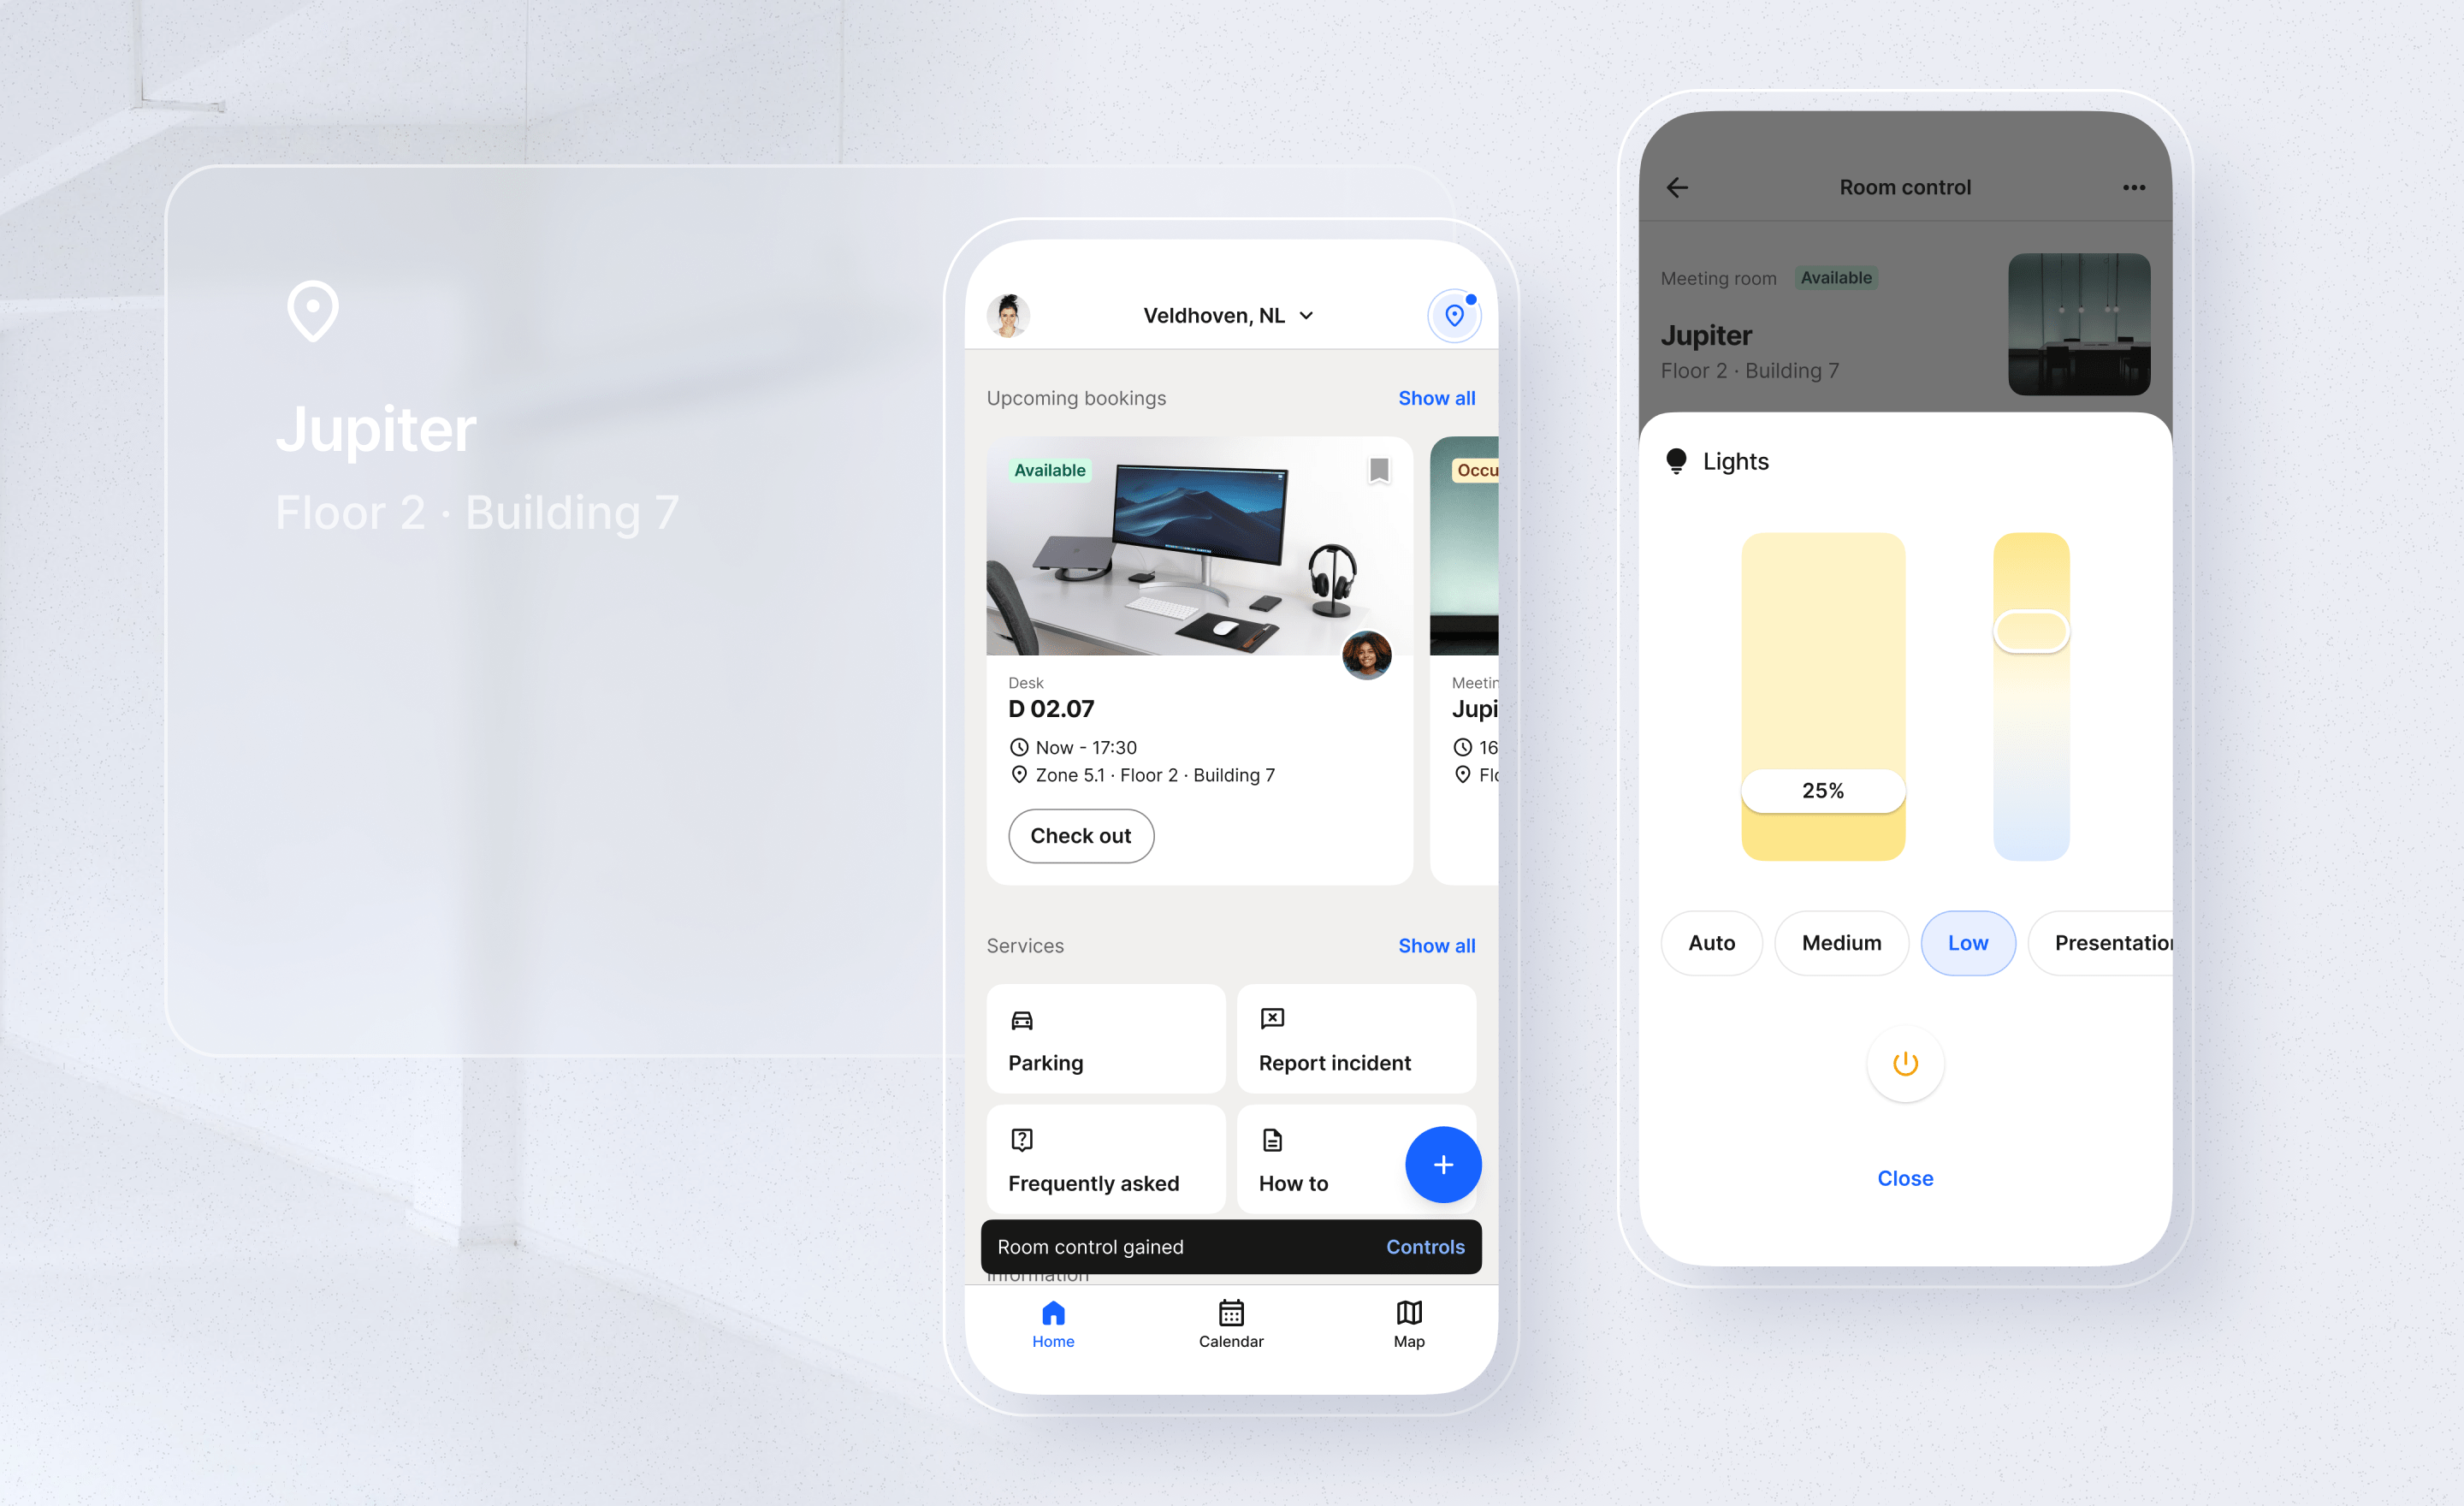 Jupiter
Floor 2 · Building 7
Veldhoven, NL
Upcoming bookings
Show all
Available
Occu
Desk
D 02.07
Now - 17:30
Zone 5.1 · Floor 2 · Building 7
Check out
Meetin
Jupi
16
Flo
Services
Show all
Parking
Report incident
Frequently asked
How to
Room control gained
Controls
Information
Home
Calendar
Map
Room control
Meeting room
Available
Jupiter
Floor 2 · Building 7
Lights
25%
Auto
Medium
Low
Presentation
Close